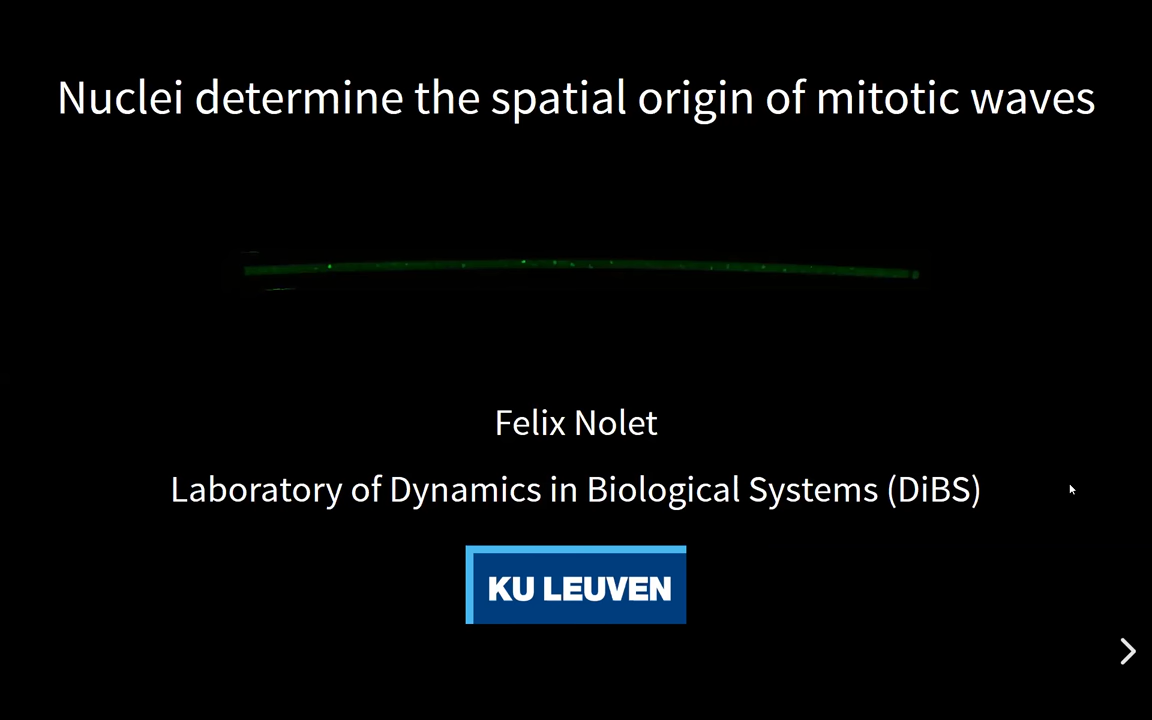 Nuclei determine the spatial origin of mitotic waves
Felix Nolet
Laboratory of Dynamics in Biological Systems (DiBS)
KU LEUVEN